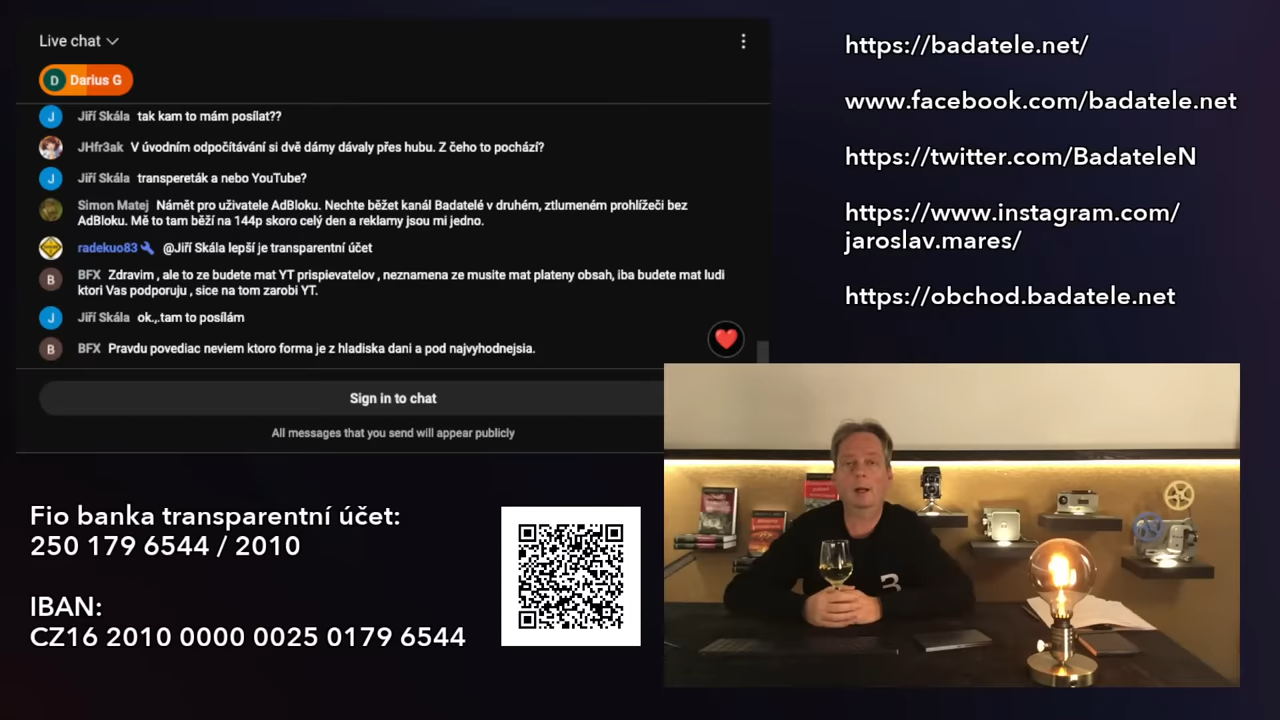 Live chat
D Darius G
J Jiří Skála tak kam to mám posílat??
JHfr3ak V úvodním odpočítávání si dvě dámy dávaly přes hubu. Z čeho to pochází?
J Jiří Skála transpereták a nebo YouTube?
Simon Matej Námět pro uživatele AdBloku. Nechte běžet kanál Badatelé v druhém, ztlumeném prohlížeči bez
AdBloku. Mě to tam běží na 144p skoro celý den a reklamy jsou mi jedno.
radekuo83 @Jiří Skála lepší je transparentní účet
B BFX Zdravim , ale to ze budete mat YT prispievatelov , neznamena ze musite mat plateny obsah, iba budete mat ludi
ktori Vas podporuju , sice na tom zarobi YT.
J Jiří Skála ok.,.tam to posílám
B BFX Pravdu povediac neviem ktoro forma je z hladiska dani a pod najvyhodnejsia.
Sign in to chat
All messages that you send will appear publicly
https://badatele.net/
www.facebook.com/badatele.net
https://twitter.com/BadateleN
https://www.instagram.com/
jaroslav.mares/
https://obchod.badatele.net
Fio banka transparentní účet:
250 179 6544 / 2010
IBAN:
CZ16 2010 0000 0025 0179 6544